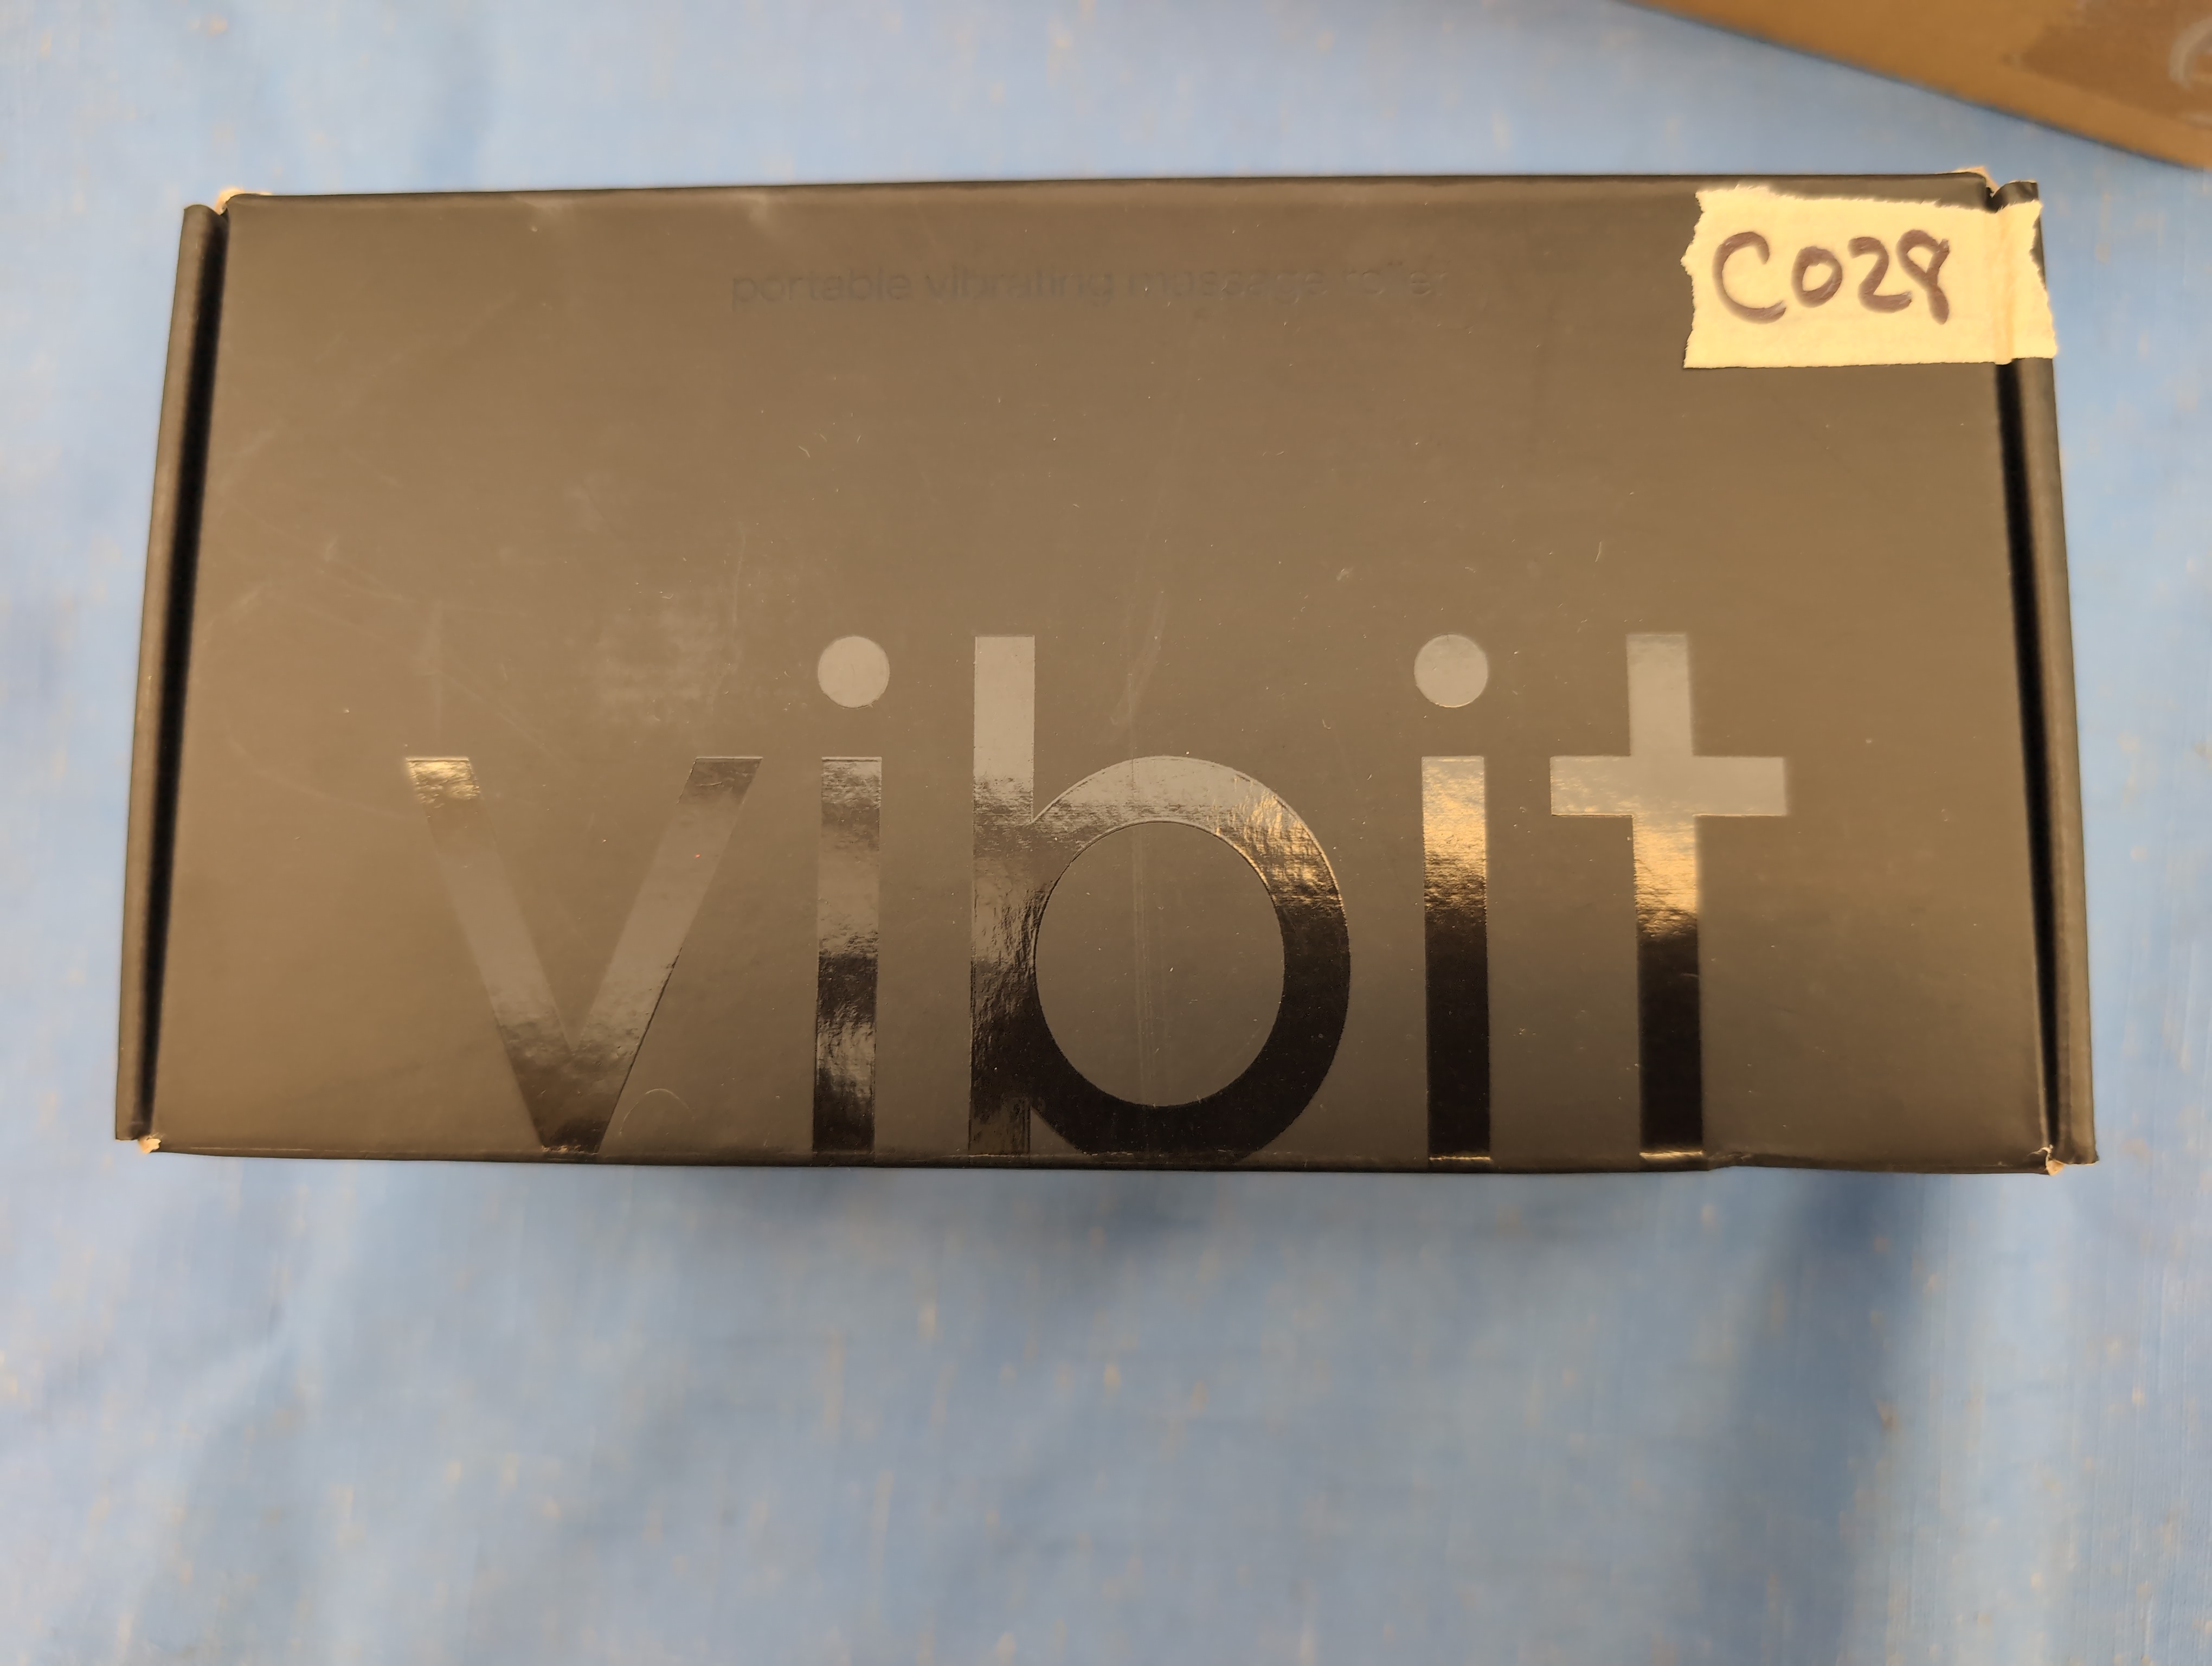 portable vibrating massage roller
C028
vibit